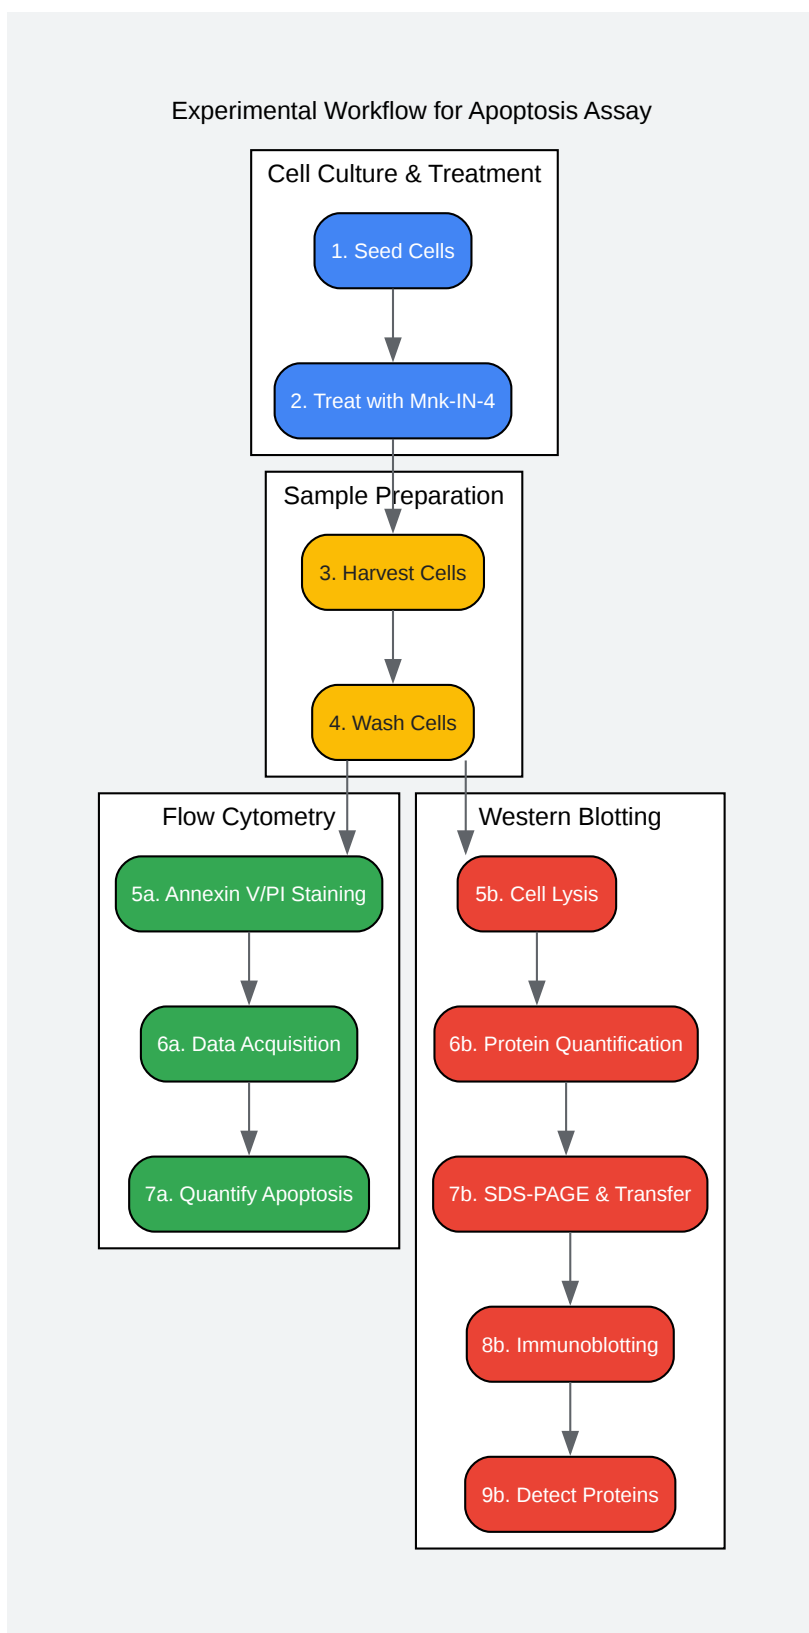 Experimental Workflow for Apoptosis Assay
Cell Culture & Treatment
1. Seed Cells
2. Treat with Mnk-IN-4
Sample Preparation
3. Harvest Cells
4. Wash Cells
Flow Cytometry
5a. Annexin V/PI Staining
6a. Data Acquisition
7a. Quantify Apoptosis
Western Blotting
5b. Cell Lysis
6b. Protein Quantification
7b. SDS-PAGE & Transfer
8b. Immunoblotting
9b. Detect Proteins